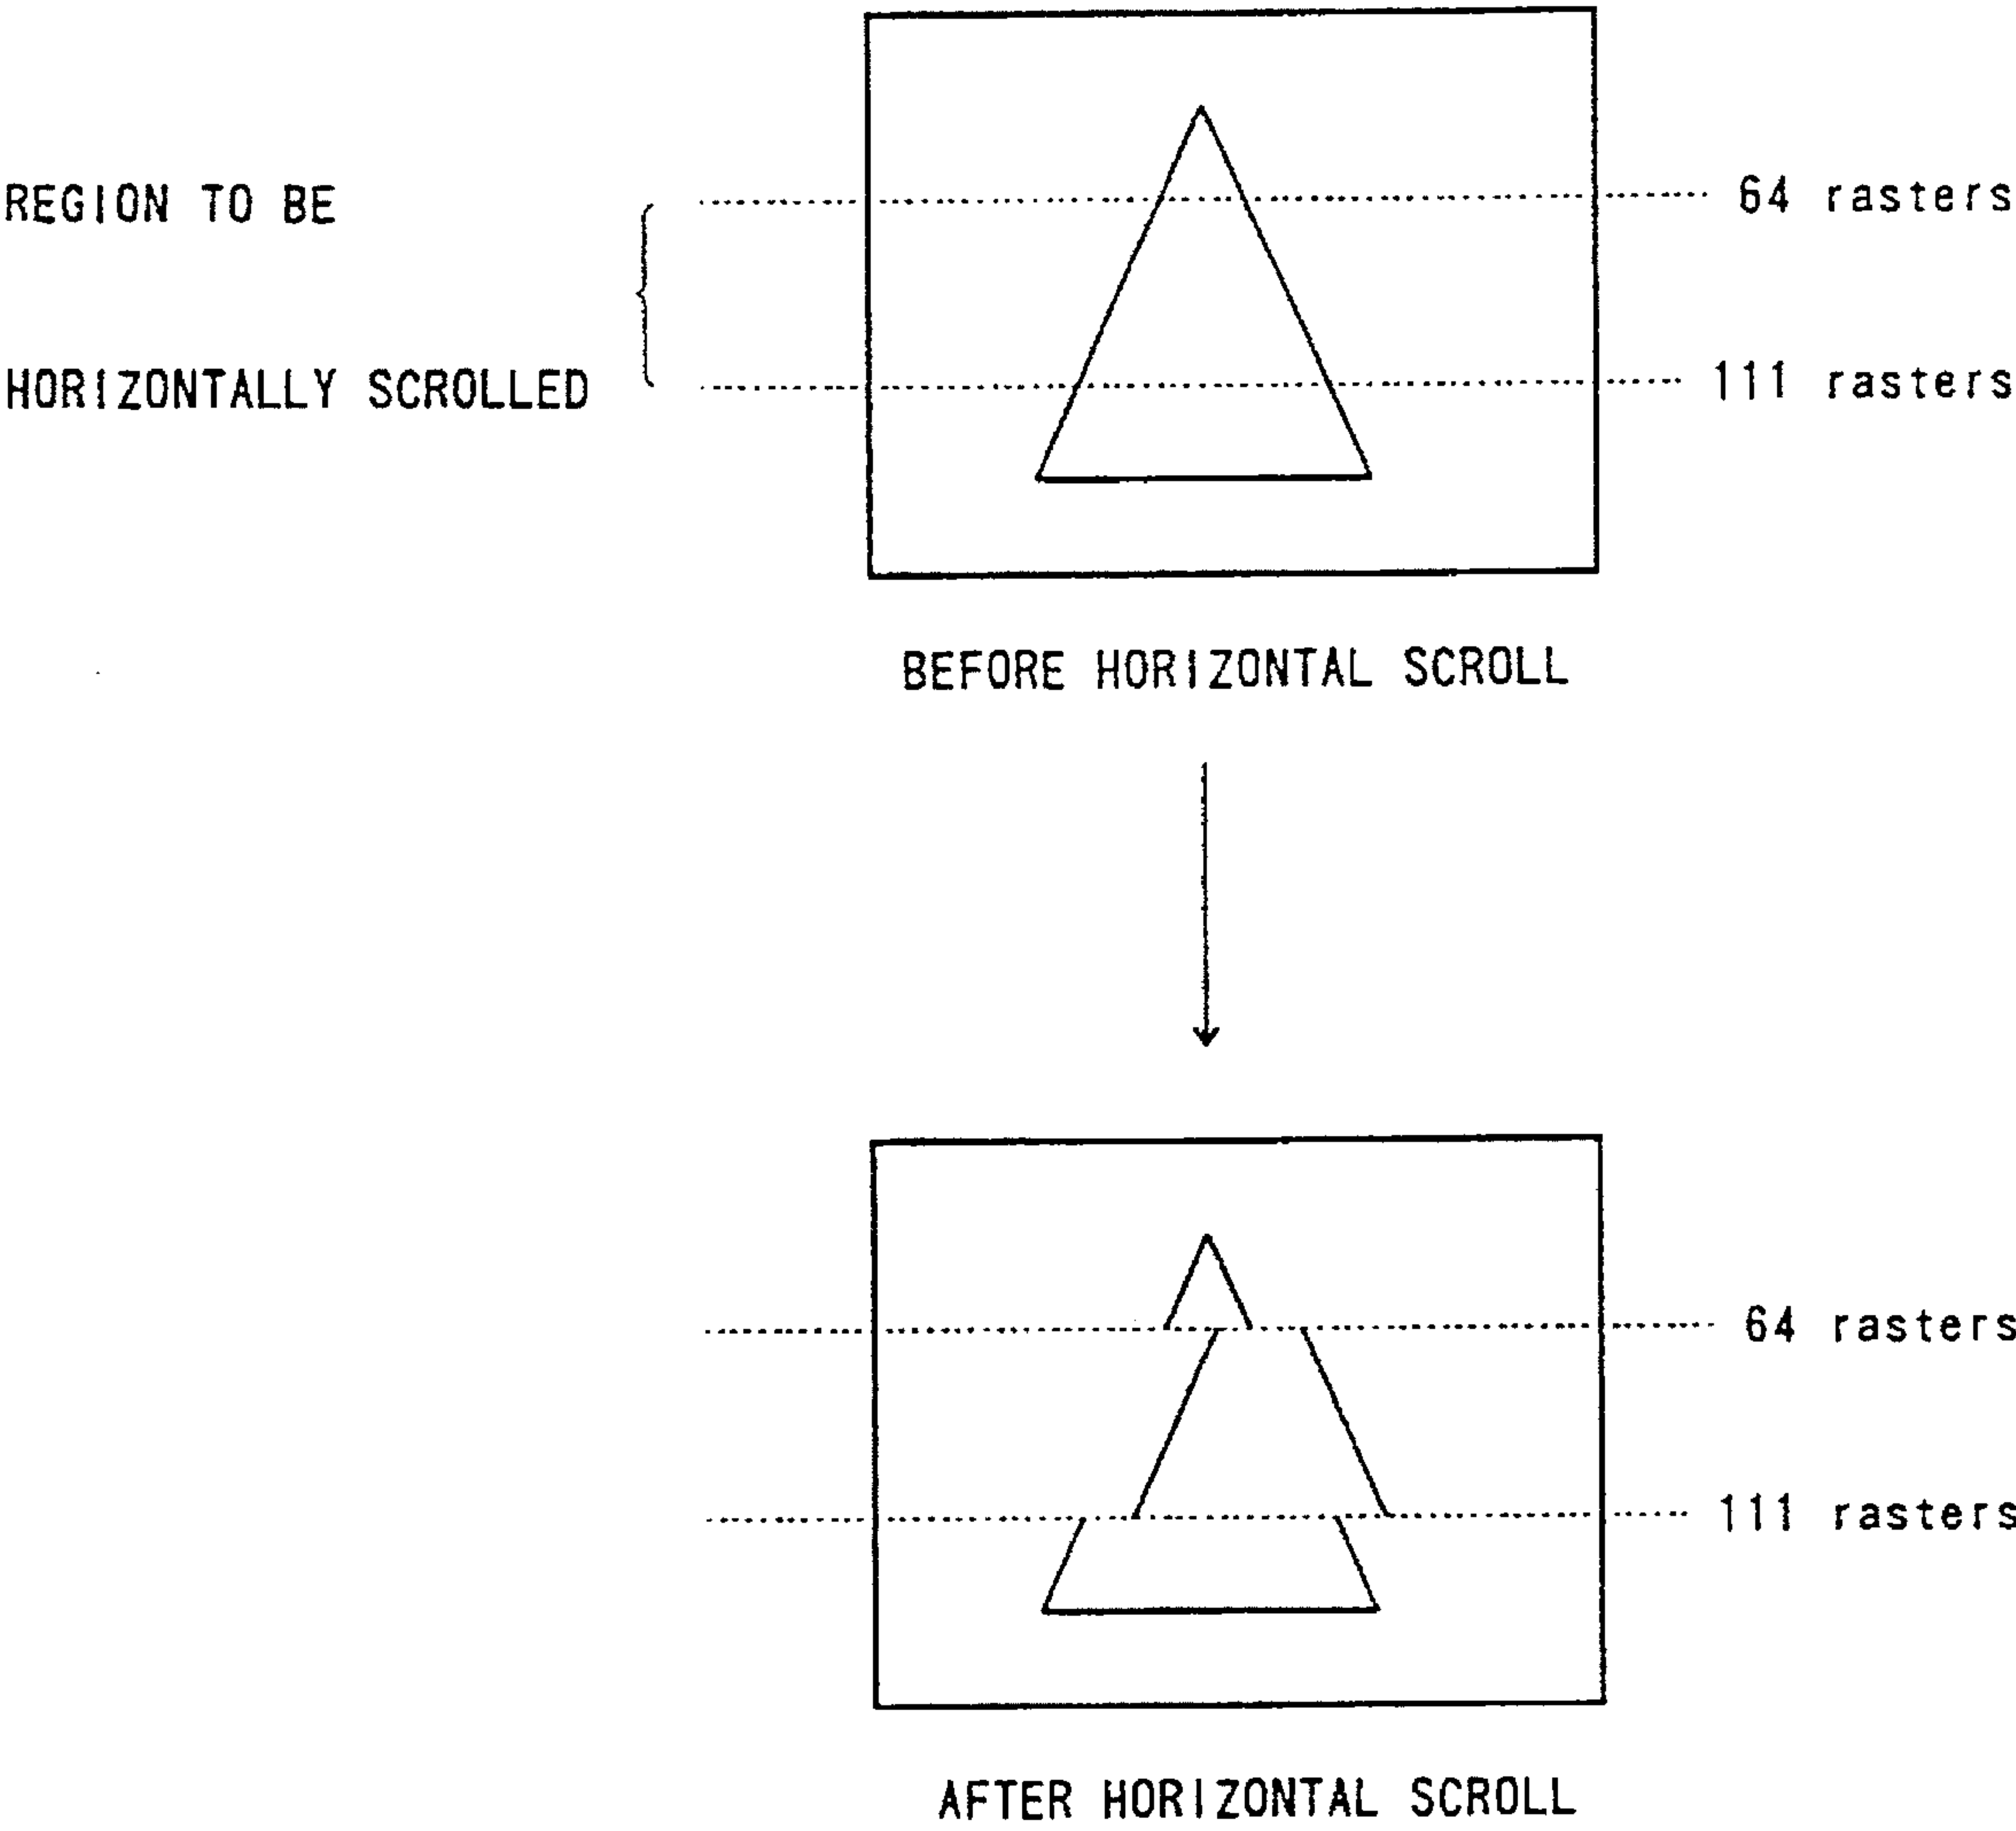 REGION TO BE
64 rasters
HORIZONTALLY SCROLLED
111 rasters
BEFORE HORIZONTAL SCROLL
64 rasters
111 rasters
AFTER HORIZONTAL SCROLL